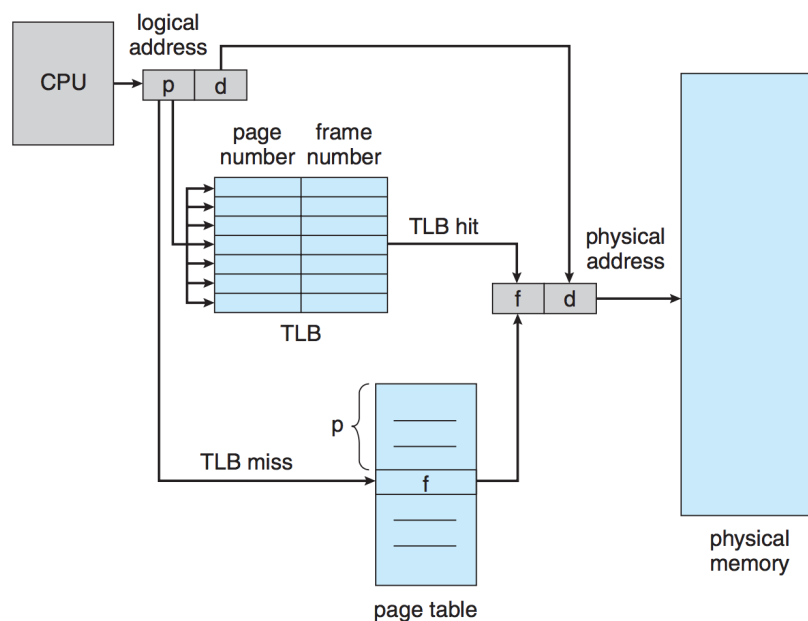 logical
address
CPU
p
d
page
number
frame
number
TLB hit
physical
address
f
d
TLB
p
TLB miss
f
page table
physical
memory